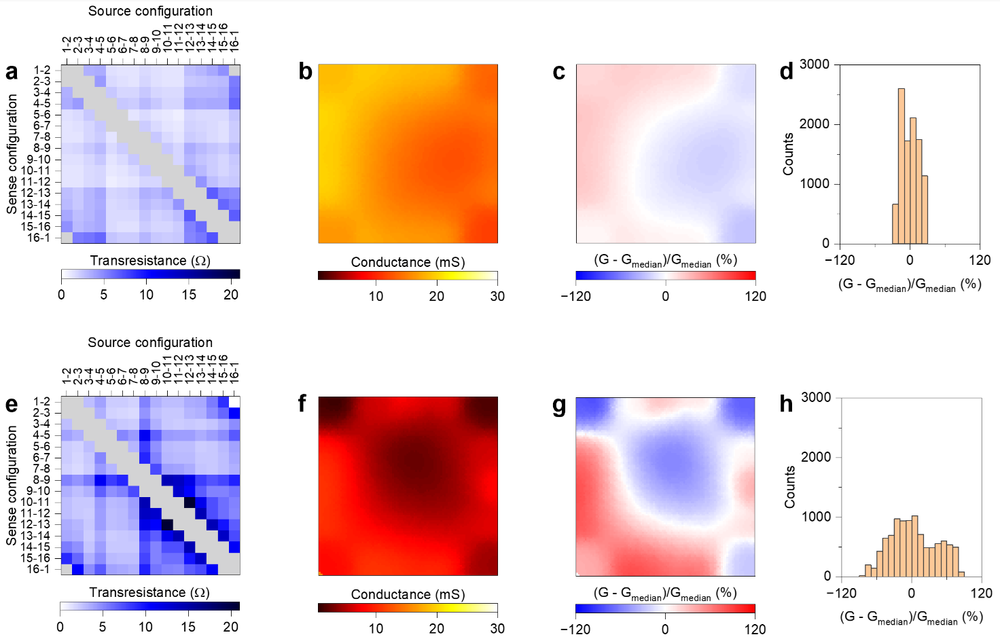 Source configuration
1-2 2-3 3-4 4-5 5-6 6-7 7-8 8-9 9-10 10-11 11-12 12-13 13-14 14-15 15-16 16-1
a
Sense configuration
1-2
2-3
3-4
4-5
5-6
6-7
7-8
8-9
9-10
10-11
11-12
12-13
13-14
14-15
15-16
16-1
Transresistance (Ω)
0 5 10 15 20
b
Conductance (mS)
10 20 30
c
(G - Gmedian)/Gmedian (%)
−120 0 120
d
Counts
3000
2000
1000
0
−120 0 120
(G - Gmedian)/Gmedian (%)
Source configuration
1-2 2-3 3-4 4-5 5-6 6-7 7-8 8-9 9-10 10-11 11-12 12-13 13-14 14-15 15-16 16-1
e
Sense configuration
1-2
2-3
3-4
4-5
5-6
6-7
7-8
8-9
9-10
10-11
11-12
12-13
13-14
14-15
15-16
16-1
Transresistance (Ω)
0 5 10 15 20
f
Conductance (mS)
10 20 30
g
(G - Gmedian)/Gmedian (%)
−120 0 120
h
Counts
3000
2000
1000
0
−120 0 120
(G - Gmedian)/Gmedian (%)